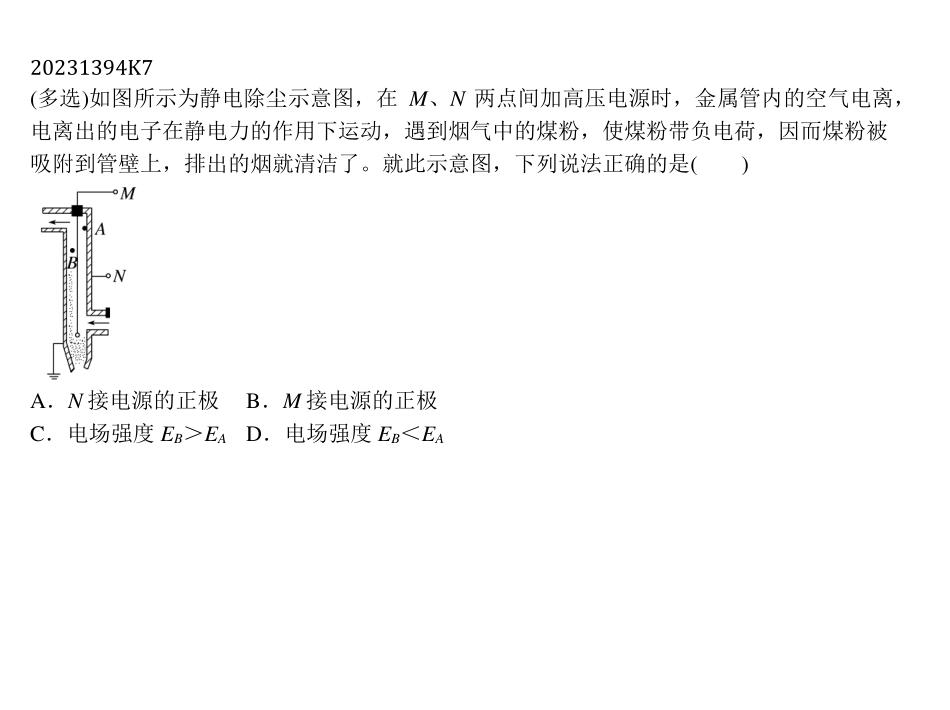 20231394K7
(多选)如图所示为静电除尘示意图，在 M、N 两点间加高压电源时，金属管内的空气电离，
电离出的电子在静电力的作用下运动，遇到烟气中的煤粉，使煤粉带负电荷，因而煤粉被
吸附到管壁上，排出的烟就清洁了。就此示意图，下列说法正确的是(　　)
M
A
B
N
A．N 接电源的正极　B．M 接电源的正极
C．电场强度 EB＞EA　D．电场强度 EB＜EA